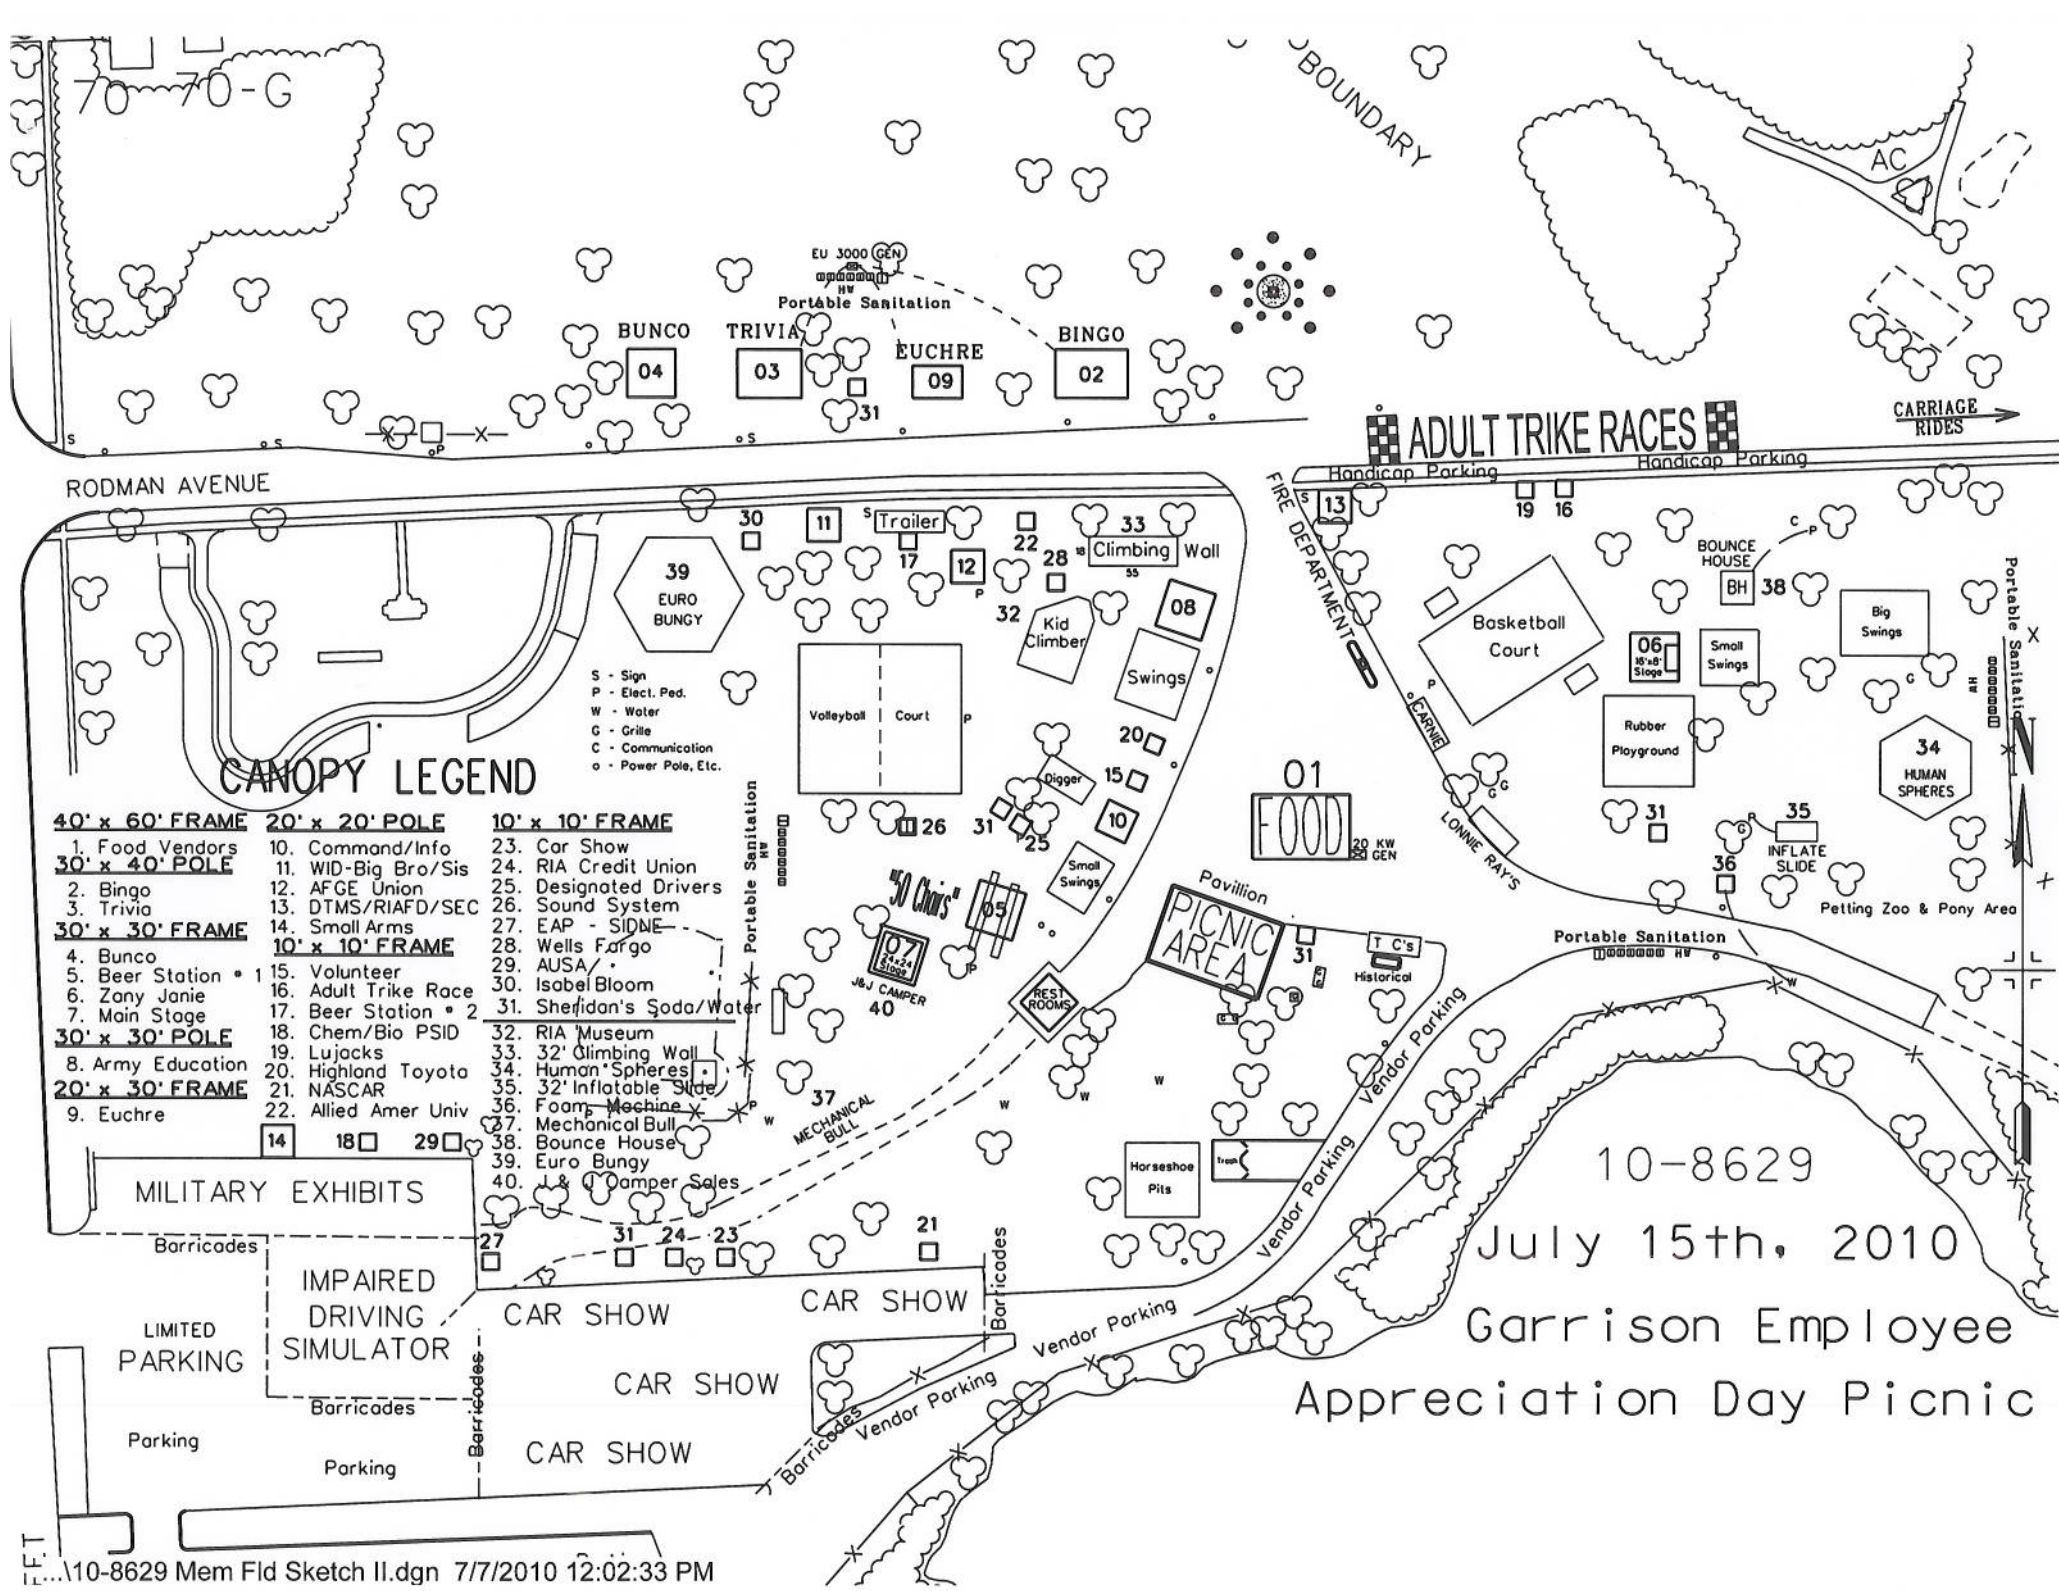 70
70-G
BOUNDARY
AC
EU 3000 GEN
HW
Portable Sanitation
BUNCO
TRIVIA
EUCHRE
BINGO
04
03
09
02
31
S
S
P
S
ADULT TRIKE RACES
CARRIAGE
RIDES
Handicap Parking
Handicap Parking
RODMAN AVENUE
FIRE DEPARTMENT
S
13
19
16
30
11
S
Trailer
17
12
P
22
28
33
18
Climbing Wall
55
32
Kid
Climber
08
Swings
39
EURO
BUNGY
S - Sign
P - Elect. Ped.
W - Water
G - Grille
C - Communication
o - Power Pole, Etc.
Volleyball Court
P
BOUNCE
HOUSE
C
P
BH
38
Big
Swings
Portable Sanitation
HW
X
Basketball
Court
P
06
16'x8'
Stage
Small
Swings
G
Rubber
Playground
34
HUMAN
SPHERES
N
CARNIE
G
G
LONNIE RAY'S
20
15
Digger
10
31
25
26
Small
Swings
01
FOOD
20 KW
GEN
31
35
P
G
INFLATE
SLIDE
36
Petting Zoo & Pony Area
CANOPY LEGEND
40' x 60' FRAME
1. Food Vendors
30' x 40' POLE
2. Bingo
3. Trivia
30' x 30' FRAME
4. Bunco
5. Beer Station # 1
6. Zany Janie
7. Main Stage
30' x 30' POLE
8. Army Education
20' x 30' FRAME
9. Euchre
20' x 20' POLE
10. Command/Info
11. WID-Big Bro/Sis
12. AFGE Union
13. DTMS/RIAFD/SEC
14. Small Arms
10' x 10' FRAME
15. Volunteer
16. Adult Trike Race
17. Beer Station # 2
18. Chem/Bio PSID
19. Lujacks
20. Highland Toyota
21. NASCAR
22. Allied Amer Univ
10' x 10' FRAME
23. Car Show
24. RIA Credit Union
25. Designated Drivers
26. Sound System
27. EAP - SIDNE
28. Wells Fargo
29. AUSA
30. Isabel Bloom
31. Sheridan's Soda/Water
32. RIA Museum
33. 32' Climbing Wall
34. Human Spheres
35. 32' Inflatable Slide
36. Foam Machine
37. Mechanical Bull
38. Bounce House
39. Euro Bungy
40. J & J Camper Sales
Portable Sanitation
HW
P
W
"50 Chairs"
05
07
24x24
Stage
P
J&J CAMPER
40
REST
ROOMS
Pavillion
PICNIC
AREA
31
T C's
Historical
Portable Sanitation
HW
W
37
MECHANICAL
BULL
W
W
W
Vendor Parking
Vendor Parking
Vendor Parking
Horseshoe
Pits
Trash
14
18
29
MILITARY EXHIBITS
Barricades
27
31
24
23
21
Barricades
IMPAIRED
DRIVING
SIMULATOR
CAR SHOW
CAR SHOW
CAR SHOW
CAR SHOW
LIMITED
PARKING
Barricades
Barricades
Barricades
Parking
Parking
Vendor Parking
Vendor Parking
10-8629
July 15th, 2010
Garrison Employee
Appreciation Day Picnic
...\10-8629 Mem Fld Sketch II.dgn 7/7/2010 12:02:33 PM